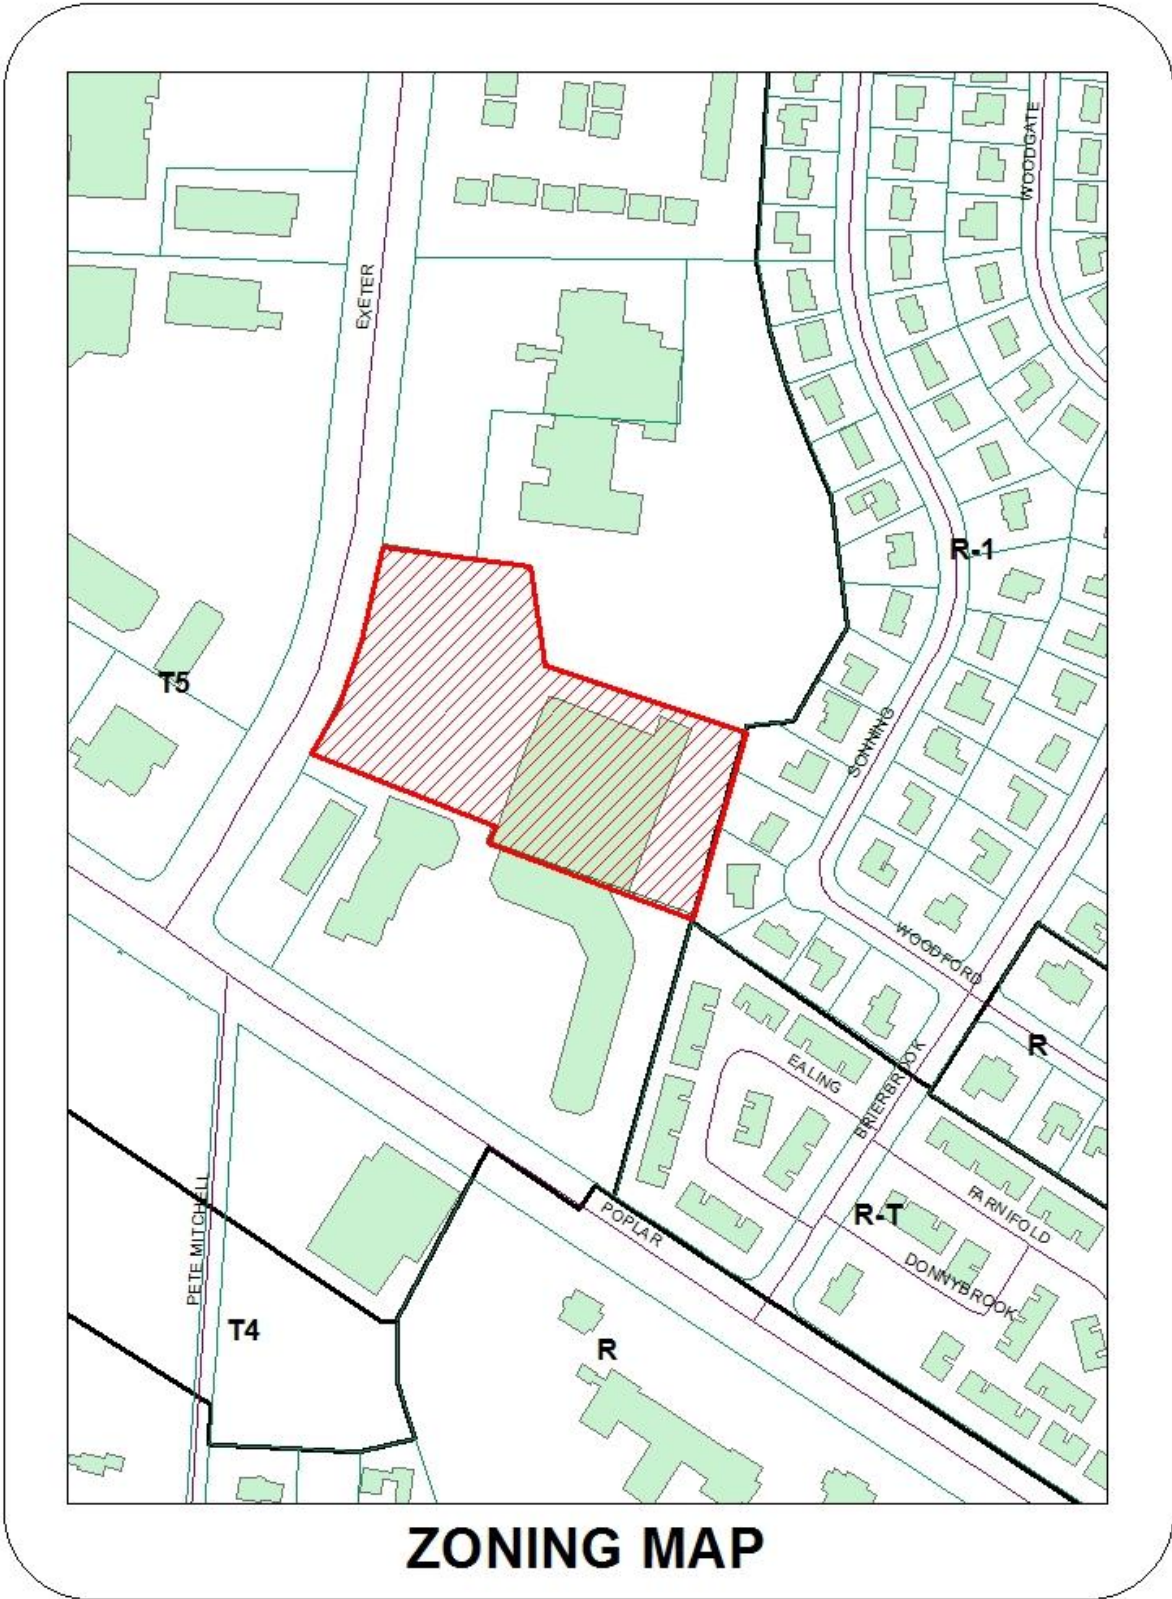 WOODGATE
EXETER
R-1
T5
SONNING
WOODFORD
R
EALING
BRIERBROOK
PETE MITCHELL
POPLAR
R-T
FARNIFOLD
DONNYBROOK
T4
R
ZONING MAP